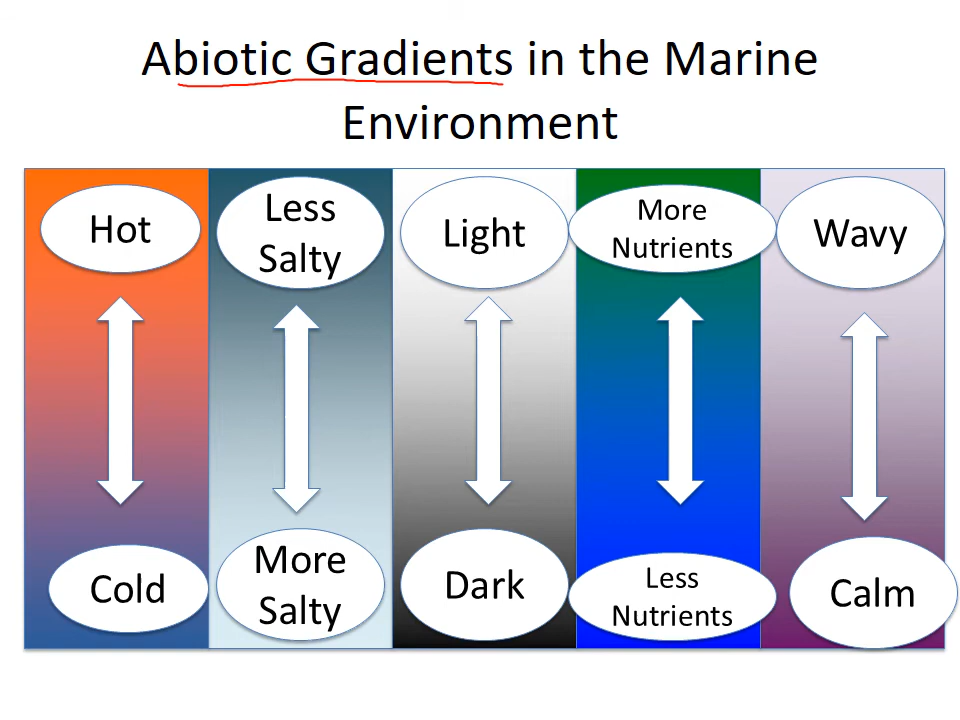 Abiotic Gradients in the Marine
Environment
Hot
Less
Salty
Light
More
Nutrients
Wavy
Cold
More
Salty
Dark
Less
Nutrients
Calm